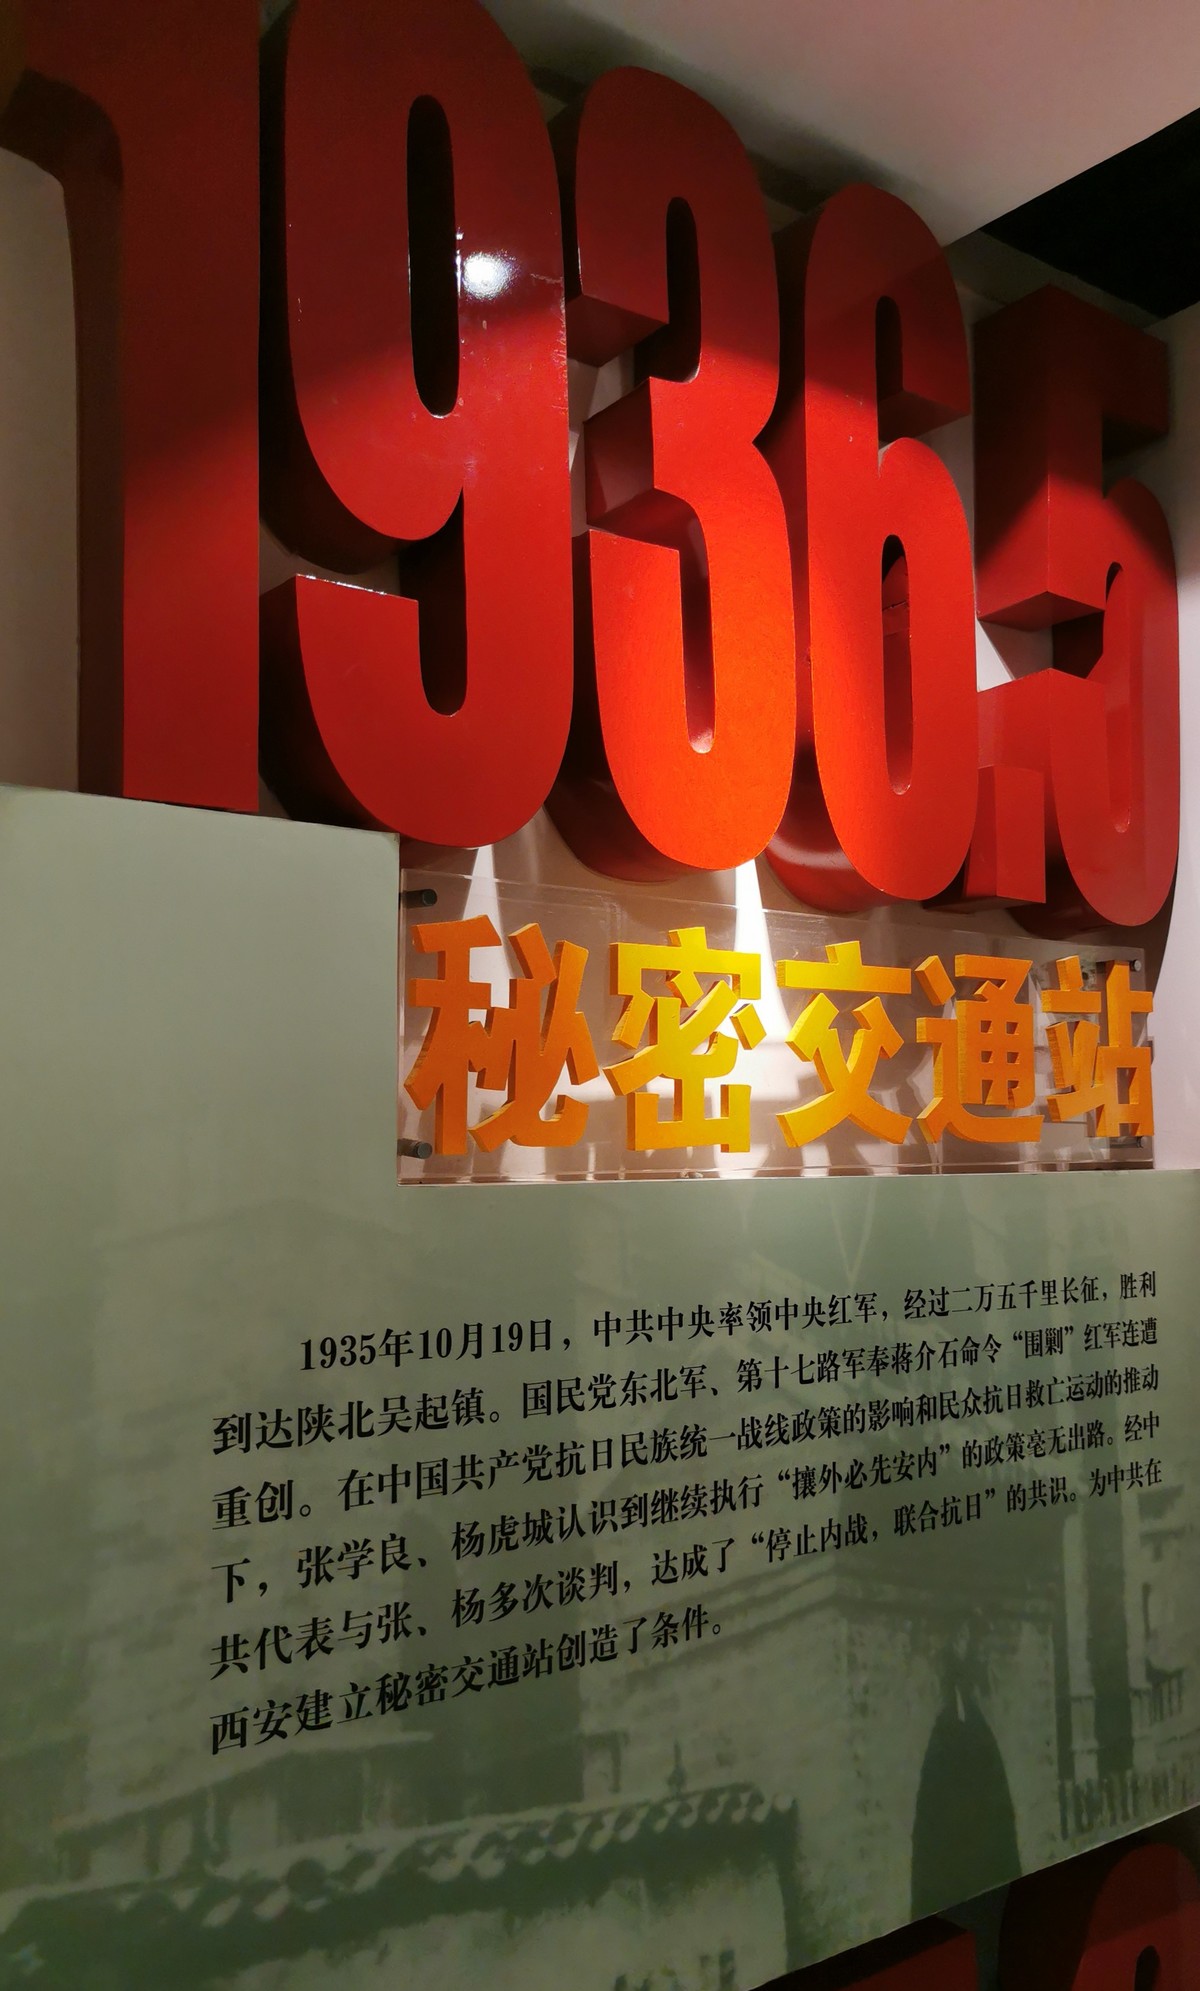 1936.5
秘密交通站
1935年10月19日，中共中央率领中央红军，经过二万五千里长征，胜利
到达陕北吴起镇。国民党东北军、第十七路军奉蒋介石命令“围剿”红军连遭
重创。在中国共产党抗日民族统一战线政策的影响和民众抗日救亡运动的推动
下，张学良、杨虎城认识到继续执行“攘外必先安内”的政策毫无出路。经中
共代表与张、杨多次谈判，达成了“停止内战，联合抗日”的共识。为中共在
西安建立秘密交通站创造了条件。